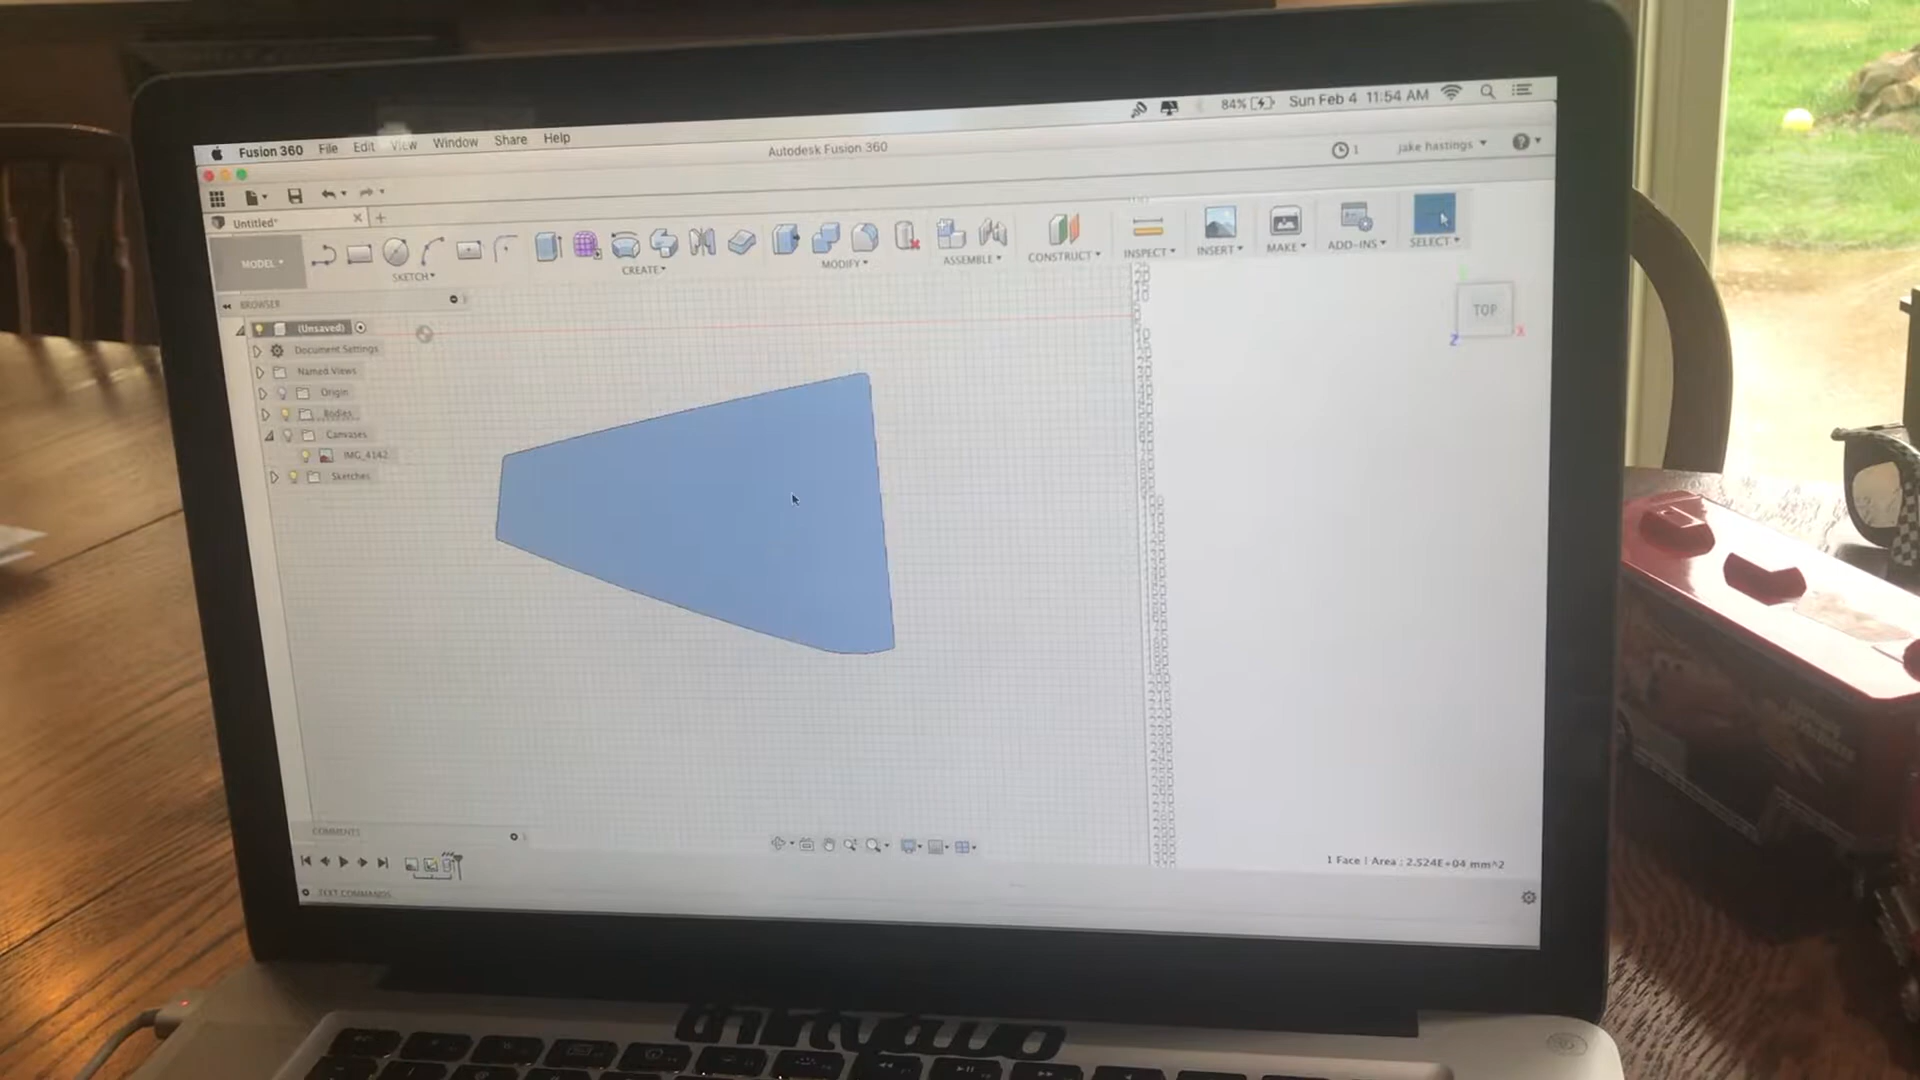 Fusion 360 File Edit View Window Share Help 84% Sun Feb 4 11:54 AM
Autodesk Fusion 360
1 jake hastings
Untitled*
MODEL SKETCH CREATE MODIFY ASSEMBLE CONSTRUCT INSPECT INSERT MAKE ADD-INS SELECT
BROWSER
(Unsaved)
Document Settings
Named Views
Origin
Bodies
Canvases
IMG_4142
Sketches
TOP
Z X
COMMENTS
1 Face | Area : 2.524E+04 mm^2
TEXT COMMANDS